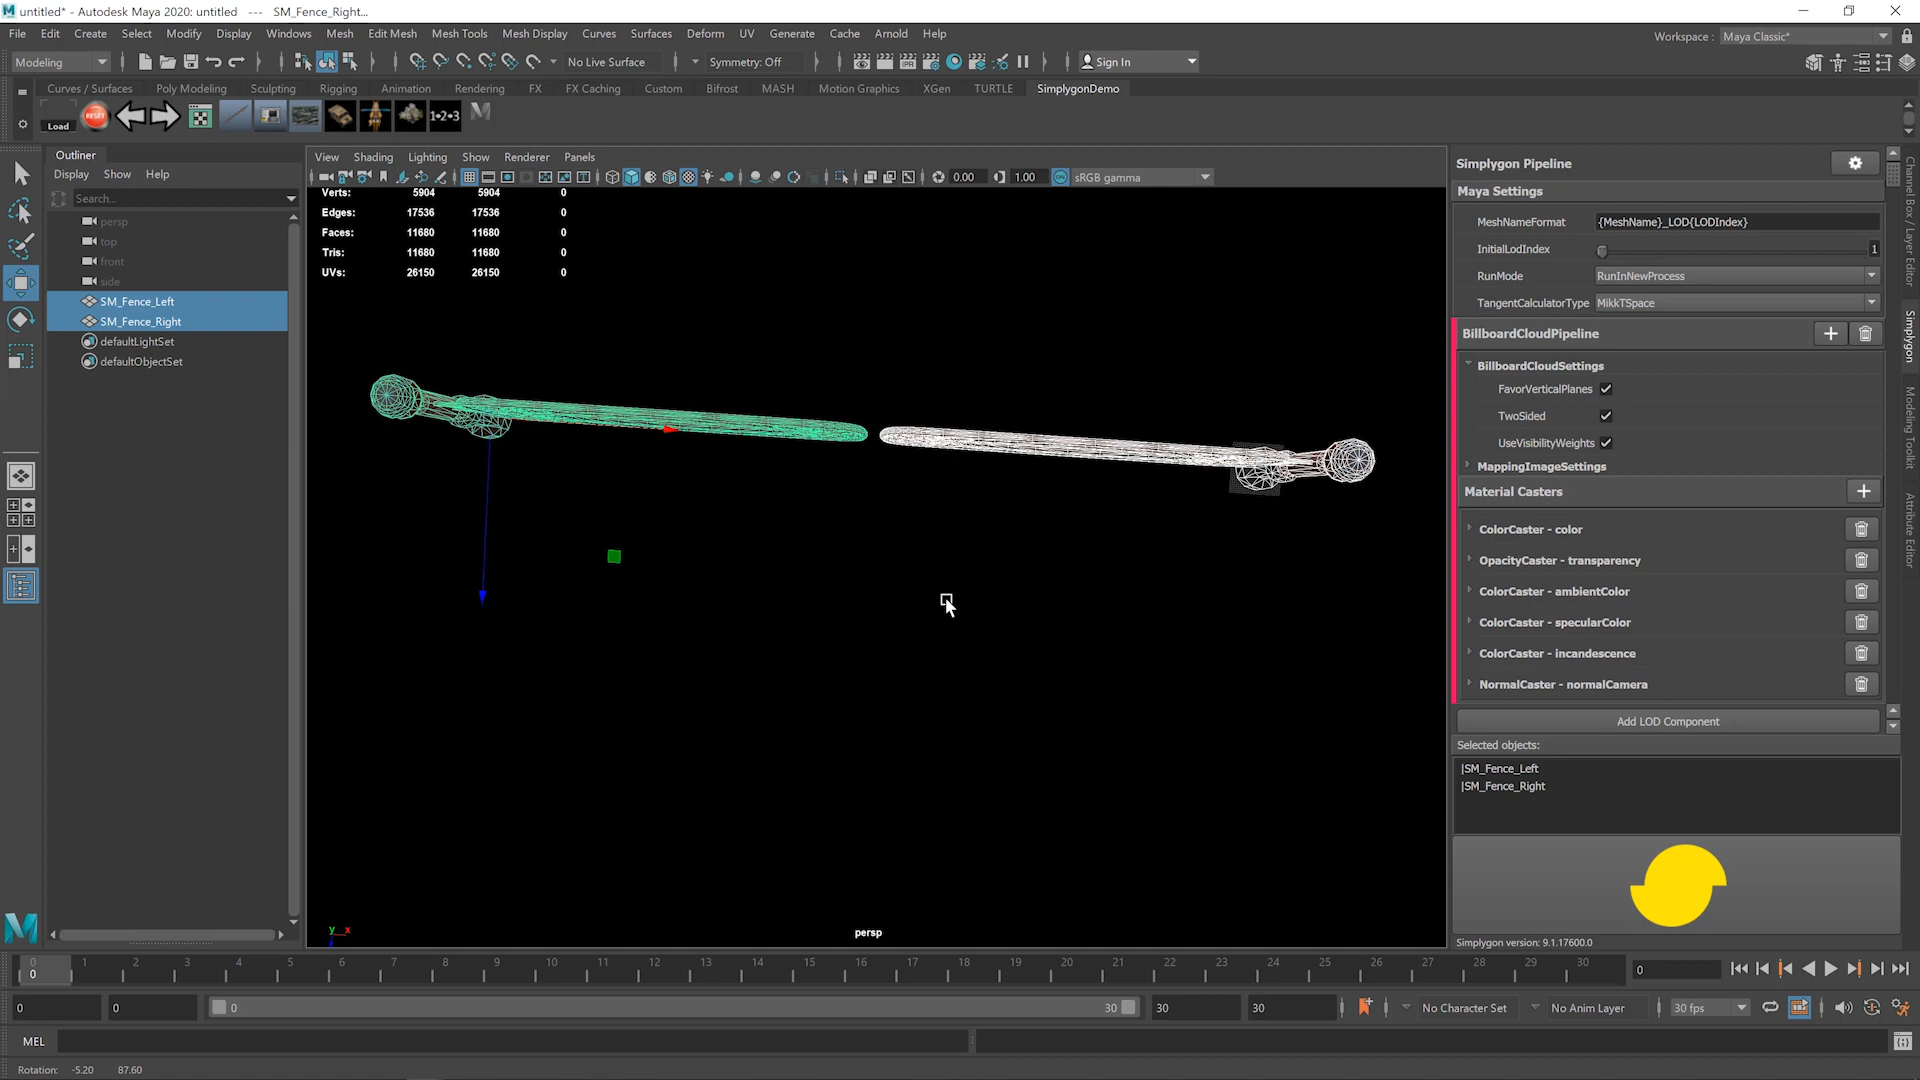 untitled* - Autodesk Maya 2020: untitled --- SM_Fence_Right...
File Edit Create Select Modify Display Windows Mesh Edit Mesh Mesh Tools Mesh Display Curves Surfaces Deform UV Generate Cache Arnold Help
Workspace : Maya Classic*
Modeling No Live Surface Symmetry: Off Sign In
Curves / Surfaces Poly Modeling Sculpting Rigging Animation Rendering FX FX Caching Custom Bifrost MASH Motion Graphics XGen TURTLE SimplygonDemo
Load RESET 1•2•3
Outliner
Display Show Help
Search...
persp
top
front
side
SM_Fence_Left
SM_Fence_Right
defaultLightSet
defaultObjectSet
View Shading Lighting Show Renderer Panels
0.00 1.00 ON sRGB gamma
Verts: 5904 5904 0
Edges: 17536 17536 0
Faces: 11680 11680 0
Tris: 11680 11680 0
UVs: 26150 26150 0
y x
persp
Simplygon Pipeline
Maya Settings
MeshNameFormat {MeshName}_LOD{LODIndex}
InitialLodIndex 1
RunMode RunInNewProcess
TangentCalculatorType MikkTSpace
BillboardCloudPipeline
BillboardCloudSettings
FavorVerticalPlanes
TwoSided
UseVisibilityWeights
MappingImageSettings
Material Casters
ColorCaster - color
OpacityCaster - transparency
ColorCaster - ambientColor
ColorCaster - specularColor
ColorCaster - incandescence
NormalCaster - normalCamera
Add LOD Component
Selected objects:
|SM_Fence_Left
|SM_Fence_Right
Simplygon version: 9.1.17600.0
Channel Box / Layer Editor
Simplygon
Modeling Toolkit
Attribute Editor
0 1 2 3 4 5 6 7 8 9 10 11 12 13 14 15 16 17 18 19 20 21 22 23 24 25 26 27 28 29 30
0 0
0 0 0 30 30 30 No Character Set No Anim Layer 30 fps
MEL
Rotation: -5.20 87.60